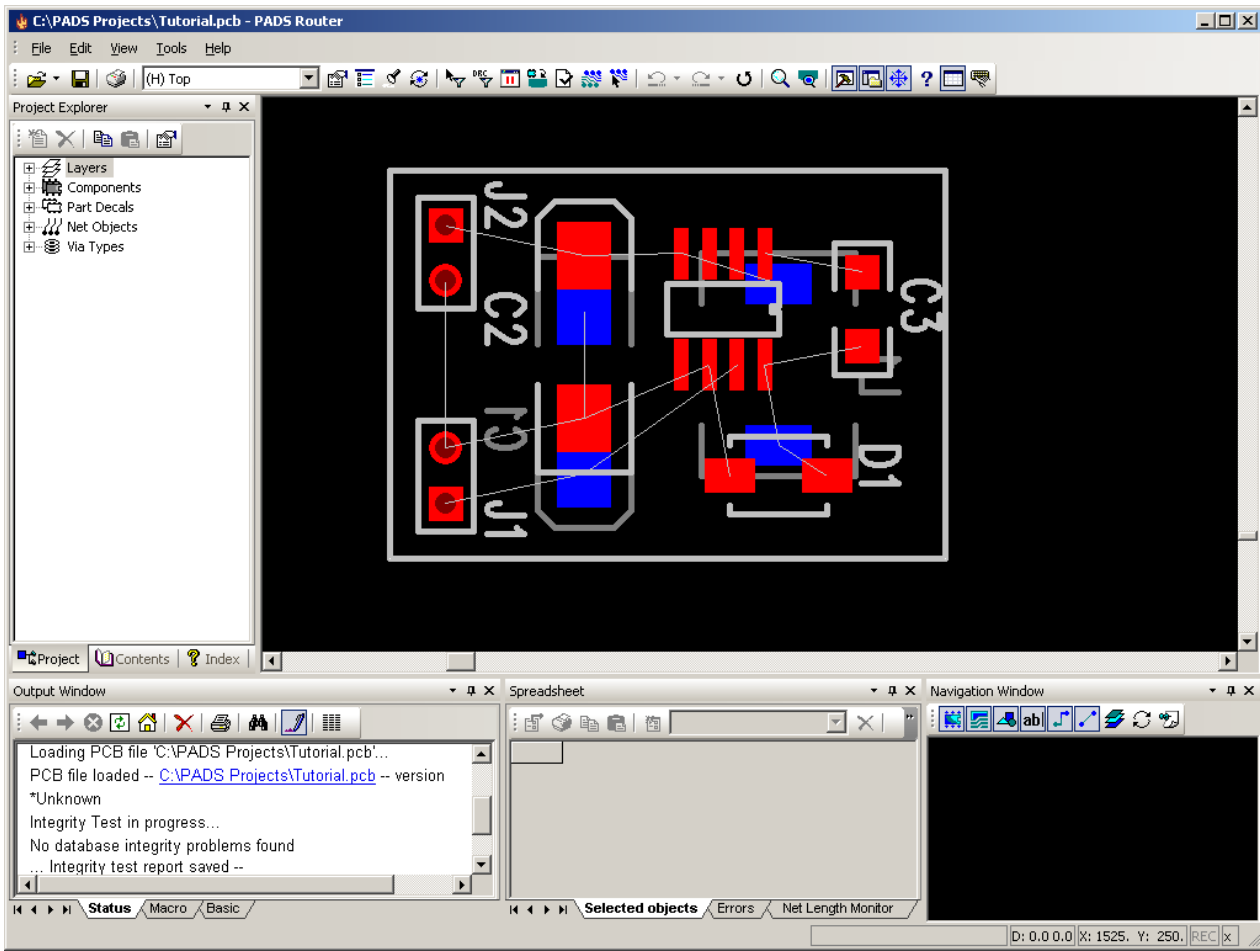 C:\PADS Projects\Tutorial.pcb - PADS Router
File Edit View Tools Help
(H) Top
Project Explorer
Layers
Components
Part Decals
Net Objects
Via Types
Project Contents Index
J2
C2
C1
J1
C3
L1
D1
Output Window
Loading PCB file 'C:\PADS Projects\Tutorial.pcb'...
PCB file loaded -- C:\PADS Projects\Tutorial.pcb -- version
*Unknown
Integrity Test in progress...
No database integrity problems found
... Integrity test report saved --
Status Macro Basic
Spreadsheet
Selected objects Errors Net Length Monitor
Navigation Window
ab
D: 0.0 0.0 X: 1525. Y: 250. REC x